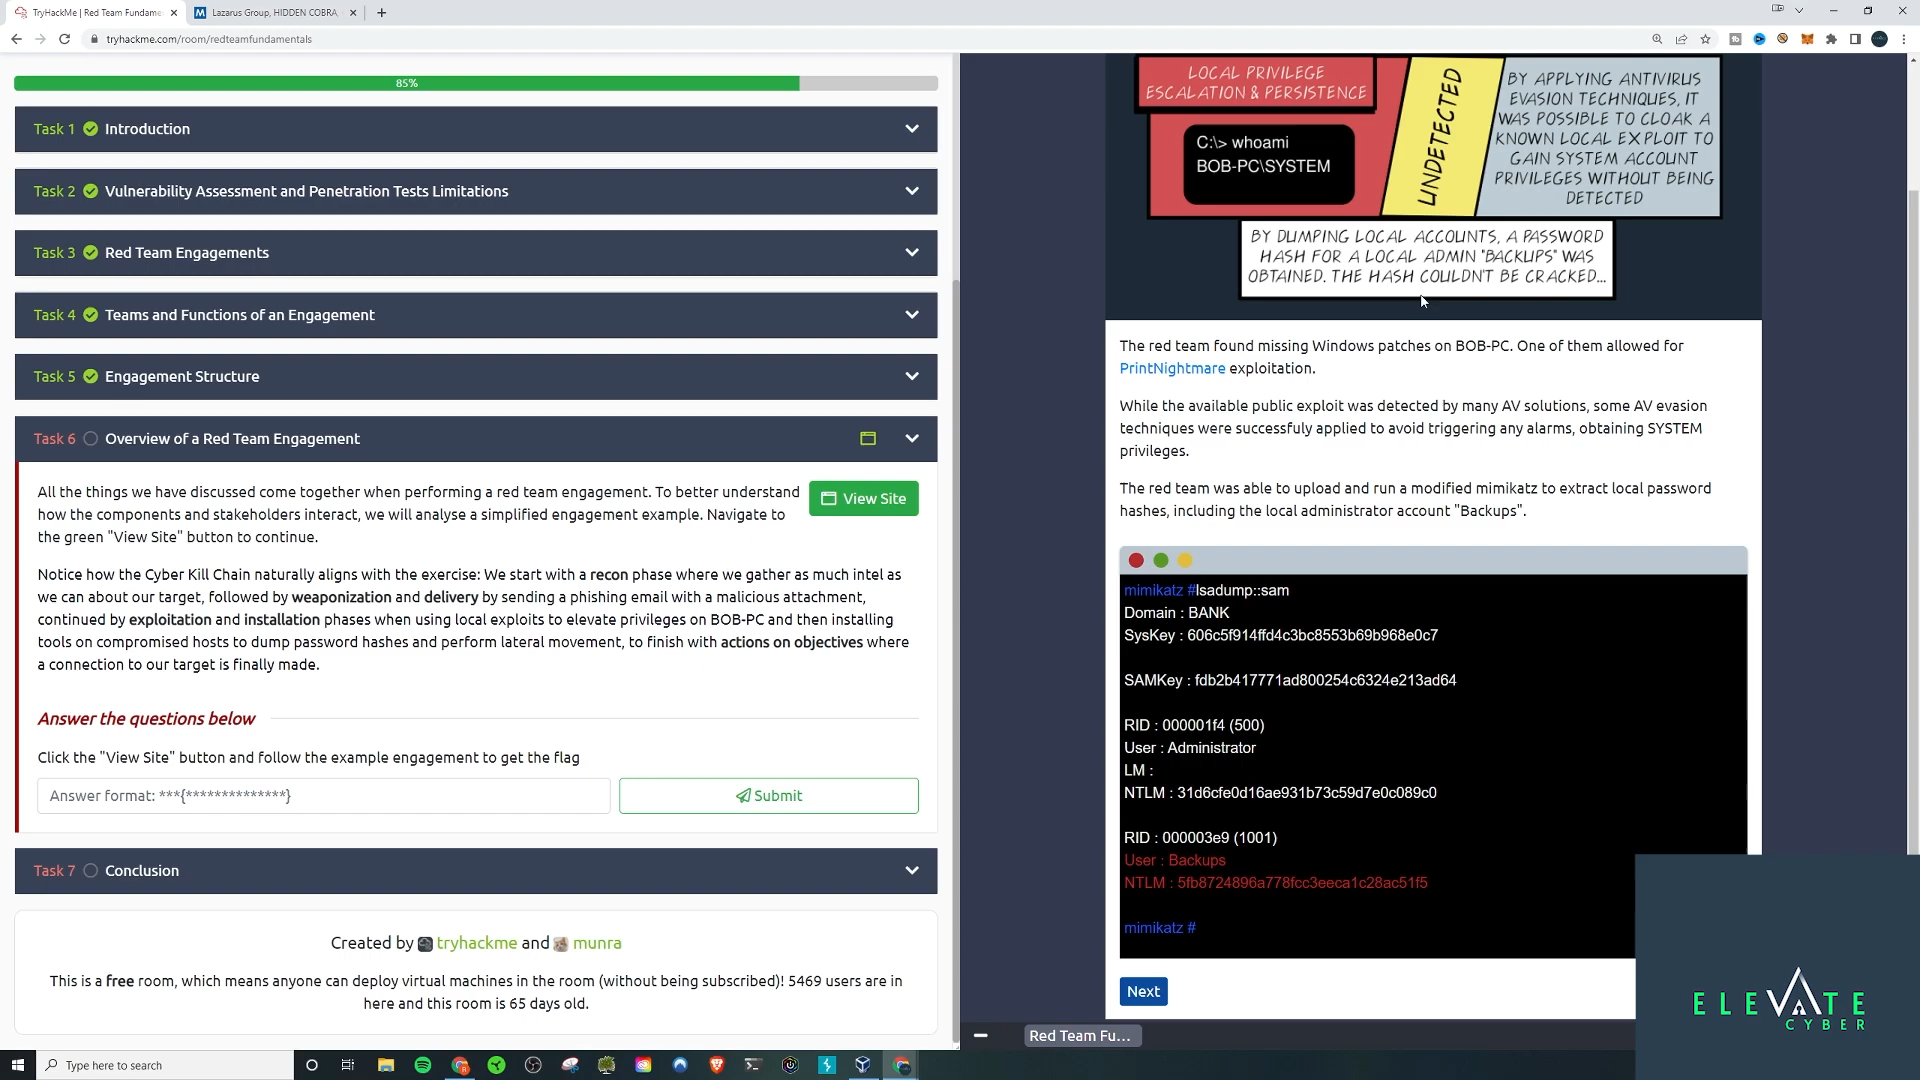 TryHackMe | Red Team Fundame
Lazarus Group, HIDDEN COBRA,
tryhackme.com/room/redteamfundamentals
85%
Task 1 Introduction
Task 2 Vulnerability Assessment and Penetration Tests Limitations
Task 3 Red Team Engagements
Task 4 Teams and Functions of an Engagement
Task 5 Engagement Structure
Task 6 Overview of a Red Team Engagement
All the things we have discussed come together when performing a red team engagement. To better understand
how the components and stakeholders interact, we will analyse a simplified engagement example. Navigate to
the green "View Site" button to continue.
View Site
Notice how the Cyber Kill Chain naturally aligns with the exercise: We start with a recon phase where we gather as much intel as
we can about our target, followed by weaponization and delivery by sending a phishing email with a malicious attachment,
continued by exploitation and installation phases when using local exploits to elevate privileges on BOB-PC and then installing
tools on compromised hosts to dump password hashes and perform lateral movement, to finish with actions on objectives where
a connection to our target is finally made.
Answer the questions below
Click the "View Site" button and follow the example engagement to get the flag
Answer format: ***{**************}
Submit
Task 7 Conclusion
Created by tryhackme and munra
This is a free room, which means anyone can deploy virtual machines in the room (without being subscribed)! 5469 users are in
here and this room is 65 days old.
LOCAL PRIVILEGE
ESCALATION & PERSISTENCE
C:\> whoami
BOB-PC\SYSTEM
UNDETECTED
BY APPLYING ANTIVIRUS
EVASION TECHNIQUES, IT
WAS POSSIBLE TO CLOAK A
KNOWN LOCAL EXPLOIT TO
GAIN SYSTEM ACCOUNT
PRIVILEGES WITHOUT BEING
DETECTED
BY DUMPING LOCAL ACCOUNTS, A PASSWORD
HASH FOR A LOCAL ADMIN "BACKUPS" WAS
OBTAINED. THE HASH COULDN'T BE CRACKED...
The red team found missing Windows patches on BOB-PC. One of them allowed for
PrintNightmare exploitation.
While the available public exploit was detected by many AV solutions, some AV evasion
techniques were successfuly applied to avoid triggering any alarms, obtaining SYSTEM
privileges.
The red team was able to upload and run a modified mimikatz to extract local password
hashes, including the local administrator account "Backups".
mimikatz #lsadump::sam
Domain : BANK
SysKey : 606c5f914ffd4c3bc8553b69b968e0c7
SAMKey : fdb2b417771ad800254c6324e213ad64
RID : 000001f4 (500)
User : Administrator
LM :
NTLM : 31d6cfe0d16ae931b73c59d7e0c089c0
RID : 000003e9 (1001)
User : Backups
NTLM : 5fb8724896a778fcc3eeca1c28ac51f5
mimikatz #
Next
Red Team Fu...
ELEVATE
CYBER
Type here to search